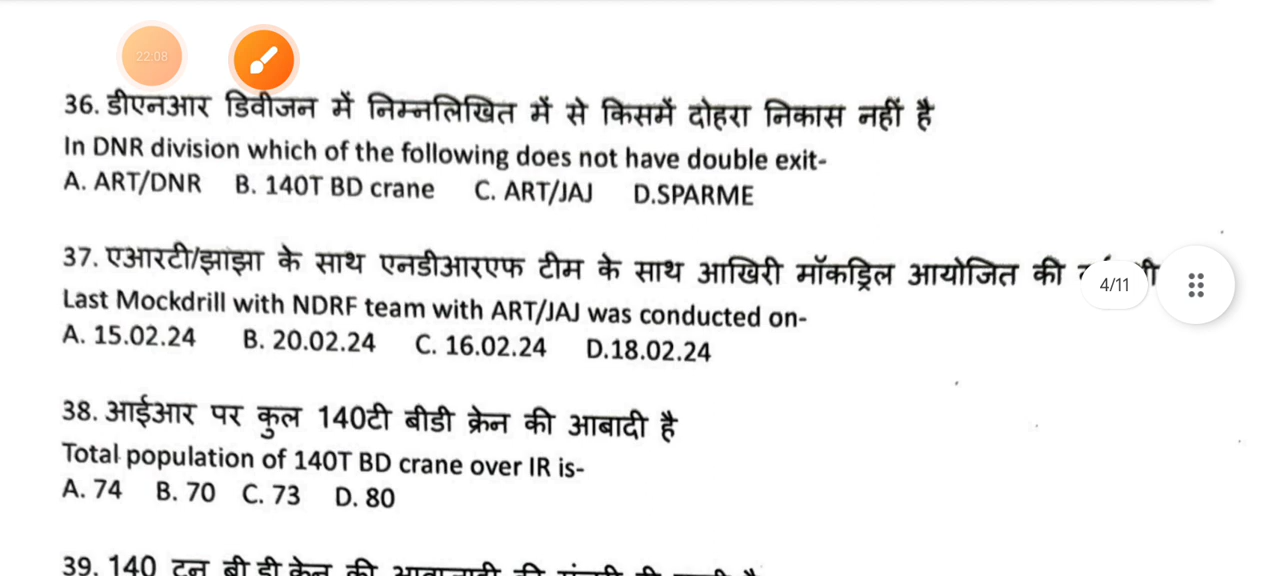 22:08
36. डीएनआर डिवीजन में निम्नलिखित में से किसमें दोहरा निकास नहीं है
In DNR division which of the following does not have double exit-
A. ART/DNR B. 140T BD crane C. ART/JAJ D.SPARME
37. एआरटी/झाझा के साथ एनडीआरएफ टीम के साथ आखिरी मॉकड्रिल आयोजित की
4/11
Last Mockdrill with NDRF team with ART/JAJ was conducted on-
A. 15.02.24 B. 20.02.24 C. 16.02.24 D.18.02.24
38. आईआर पर कुल 140टी बीडी क्रेन की आबादी है
Total population of 140T BD crane over IR is-
A. 74 B. 70 C. 73 D. 80
39. 140 टन बी डी क्रेन की